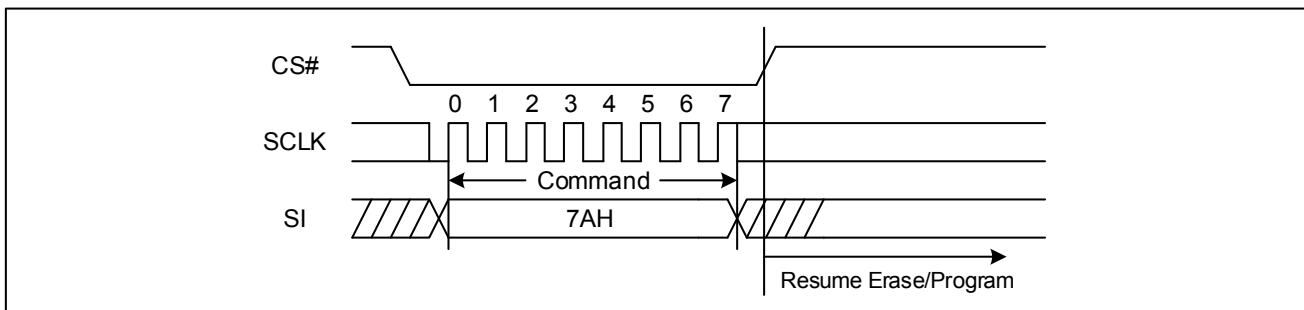 CS#
0 1 2 3 4 5 6 7
SCLK
Command
SI
7AH
Resume Erase/Program